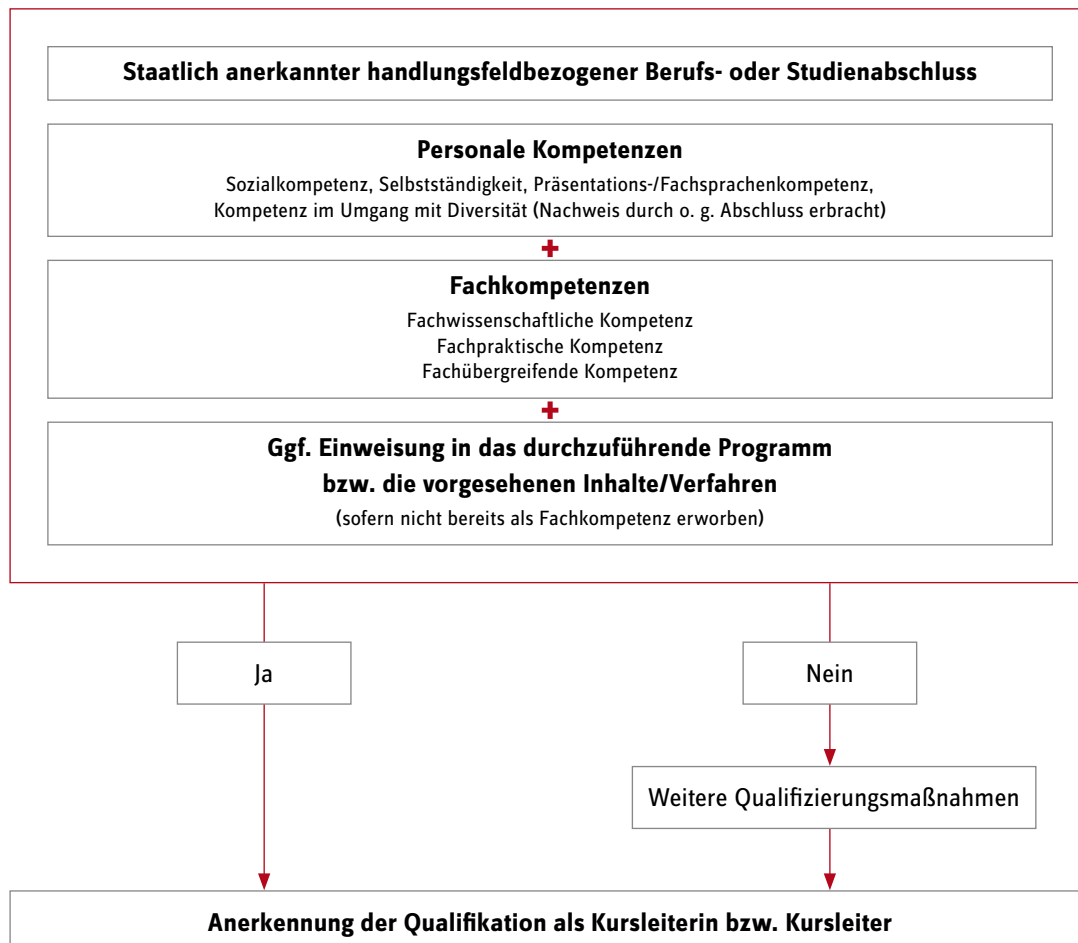 Staatlich anerkannter handlungsfeldbezogener Berufs- oder Studienabschluss
Personale Kompetenzen
Sozialkompetenz, Selbstständigkeit, Präsentations-/Fachsprachenkompetenz,
Kompetenz im Umgang mit Diversität (Nachweis durch o. g. Abschluss erbracht)
+
Fachkompetenzen
Fachwissenschaftliche Kompetenz
Fachpraktische Kompetenz
Fachübergreifende Kompetenz
+
Ggf. Einweisung in das durchzuführende Programm
bzw. die vorgesehenen Inhalte/Verfahren
(sofern nicht bereits als Fachkompetenz erworben)
Ja
Nein
Weitere Qualifizierungsmaßnahmen
Anerkennung der Qualifikation als Kursleiterin bzw. Kursleiter